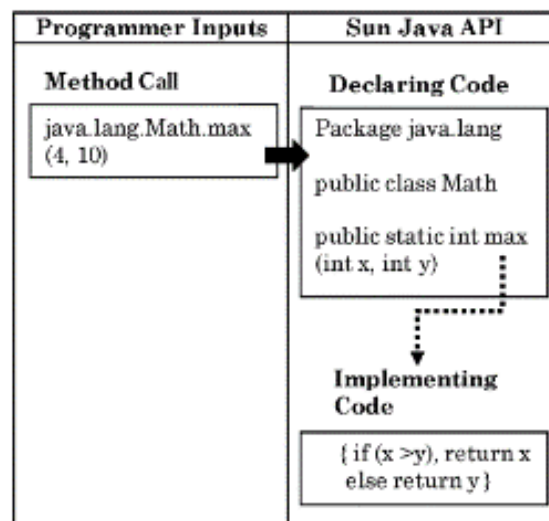 Programmer Inputs
Sun Java API
Method Call
java.lang.Math.max
(4, 10)
Declaring Code
Package java.lang
public class Math
public static int max
(int x, int y)
Implementing
Code
{ if (x >y), return x
else return y }